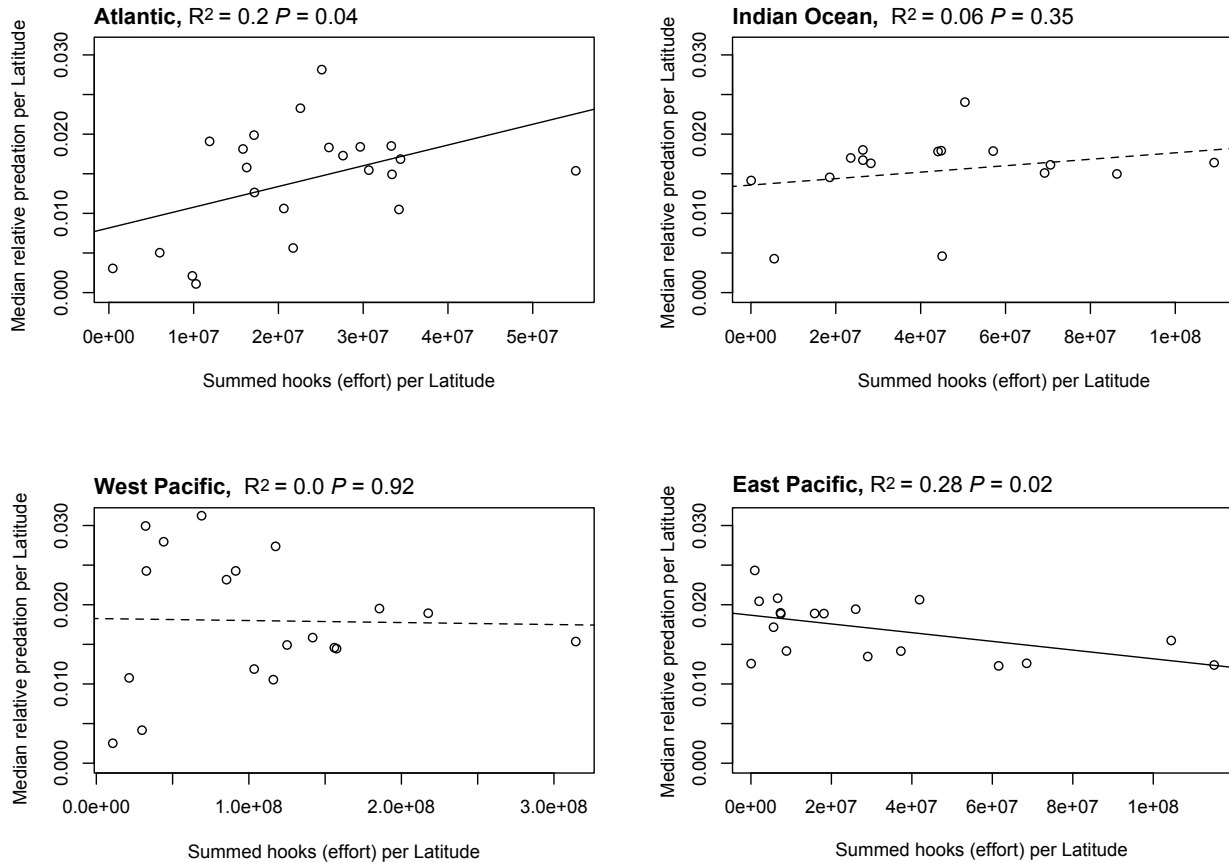 Atlantic, R2 = 0.2 P = 0.04
Median relative predation per Latitude
0.030
0.020
0.010
0.000
0e+00 1e+07 2e+07 3e+07 4e+07 5e+07
Summed hooks (effort) per Latitude
Indian Ocean, R2 = 0.06 P = 0.35
Median relative predation per Latitude
0.030
0.020
0.010
0.000
0e+00 2e+07 4e+07 6e+07 8e+07 1e+08
Summed hooks (effort) per Latitude
West Pacific, R2 = 0.0 P = 0.92
Median relative predation per Latitude
0.030
0.020
0.010
0.000
0.0e+00 1.0e+08 2.0e+08 3.0e+08
Summed hooks (effort) per Latitude
East Pacific, R2 = 0.28 P = 0.02
Median relative predation per Latitude
0.030
0.020
0.010
0.000
0e+00 2e+07 4e+07 6e+07 8e+07 1e+08
Summed hooks (effort) per Latitude